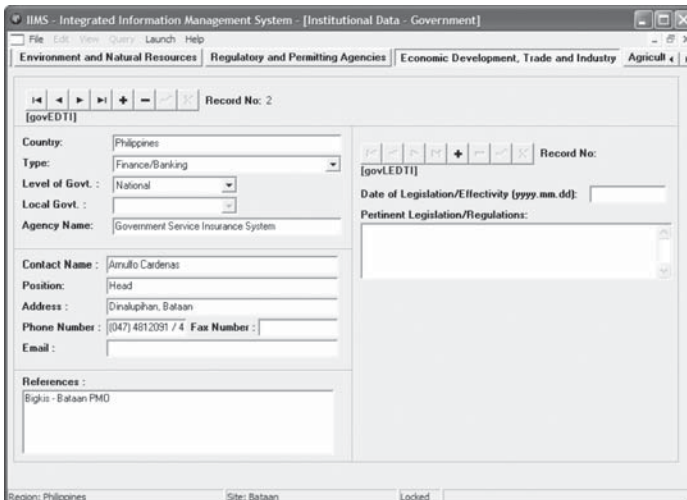 IIMS - Integrated Information Management System - [Institutional Data - Government]
File Edit View Query Launch Help
Environment and Natural Resources Regulatory and Permitting Agencies Economic Development, Trade and Industry Agricult
Record No: 2
[govEDTI]
Country: Philippines
Type: Finance/Banking
Level of Govt. : National
Local Govt. :
Agency Name: Government Service Insurance System
Contact Name : Arnulfo Cardenas
Position: Head
Address : Dinalupihan, Bataan
Phone Number : (047) 4812091 / 4 Fax Number :
Email :
References :
Bigkis - Bataan PMO
Record No:
[govLEDTI]
Date of Legislation/Effectivity (yyyy.mm.dd):
Pertinent Legislation/Regulations:
Region: Philippines Site: Bataan Locked